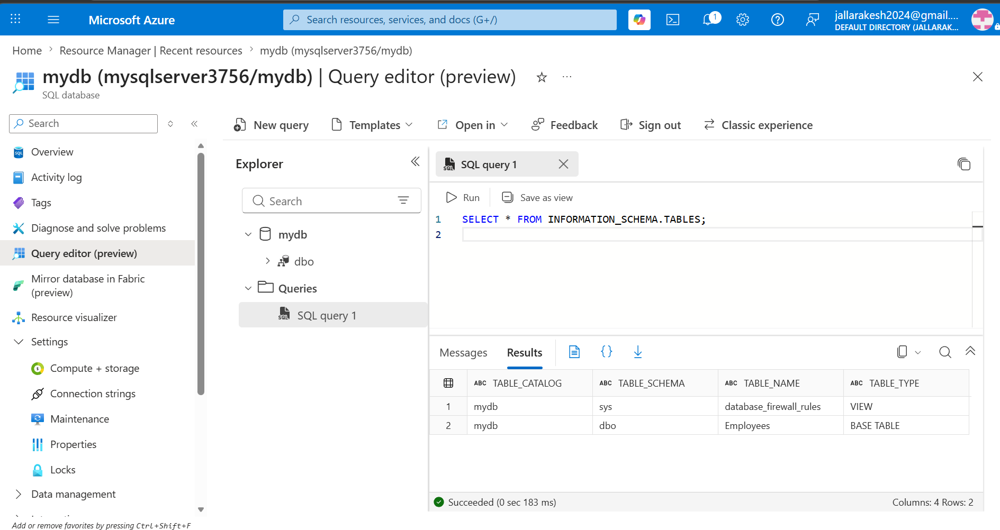 Microsoft Azure
Search resources, services, and docs (G+/)
1
jallarakesh2024@gmail....
DEFAULT DIRECTORY (JALLARAK...
Home > Resource Manager | Recent resources > mydb (mysqlserver3756/mydb)
mydb (mysqlserver3756/mydb) | Query editor (preview)
SQL database
Search
Overview
Activity log
Tags
Diagnose and solve problems
Query editor (preview)
Mirror database in Fabric
(preview)
Resource visualizer
Settings
Compute + storage
Connection strings
Maintenance
Properties
Locks
Data management
Add or remove favorites by pressing Ctrl+Shift+F
New query
Templates
Open in
Feedback
Sign out
Classic experience
Explorer
Search
mydb
dbo
Queries
SQL query 1
SQL query 1
Run
Save as view
1 SELECT * FROM INFORMATION_SCHEMA.TABLES;
2
Messages
Results
ABC TABLE_CATALOG ABC TABLE_SCHEMA ABC TABLE_NAME ABC TABLE_TYPE
1 mydb sys database_firewall_rules VIEW
2 mydb dbo Employees BASE TABLE
Succeeded (0 sec 183 ms)
Columns: 4 Rows: 2